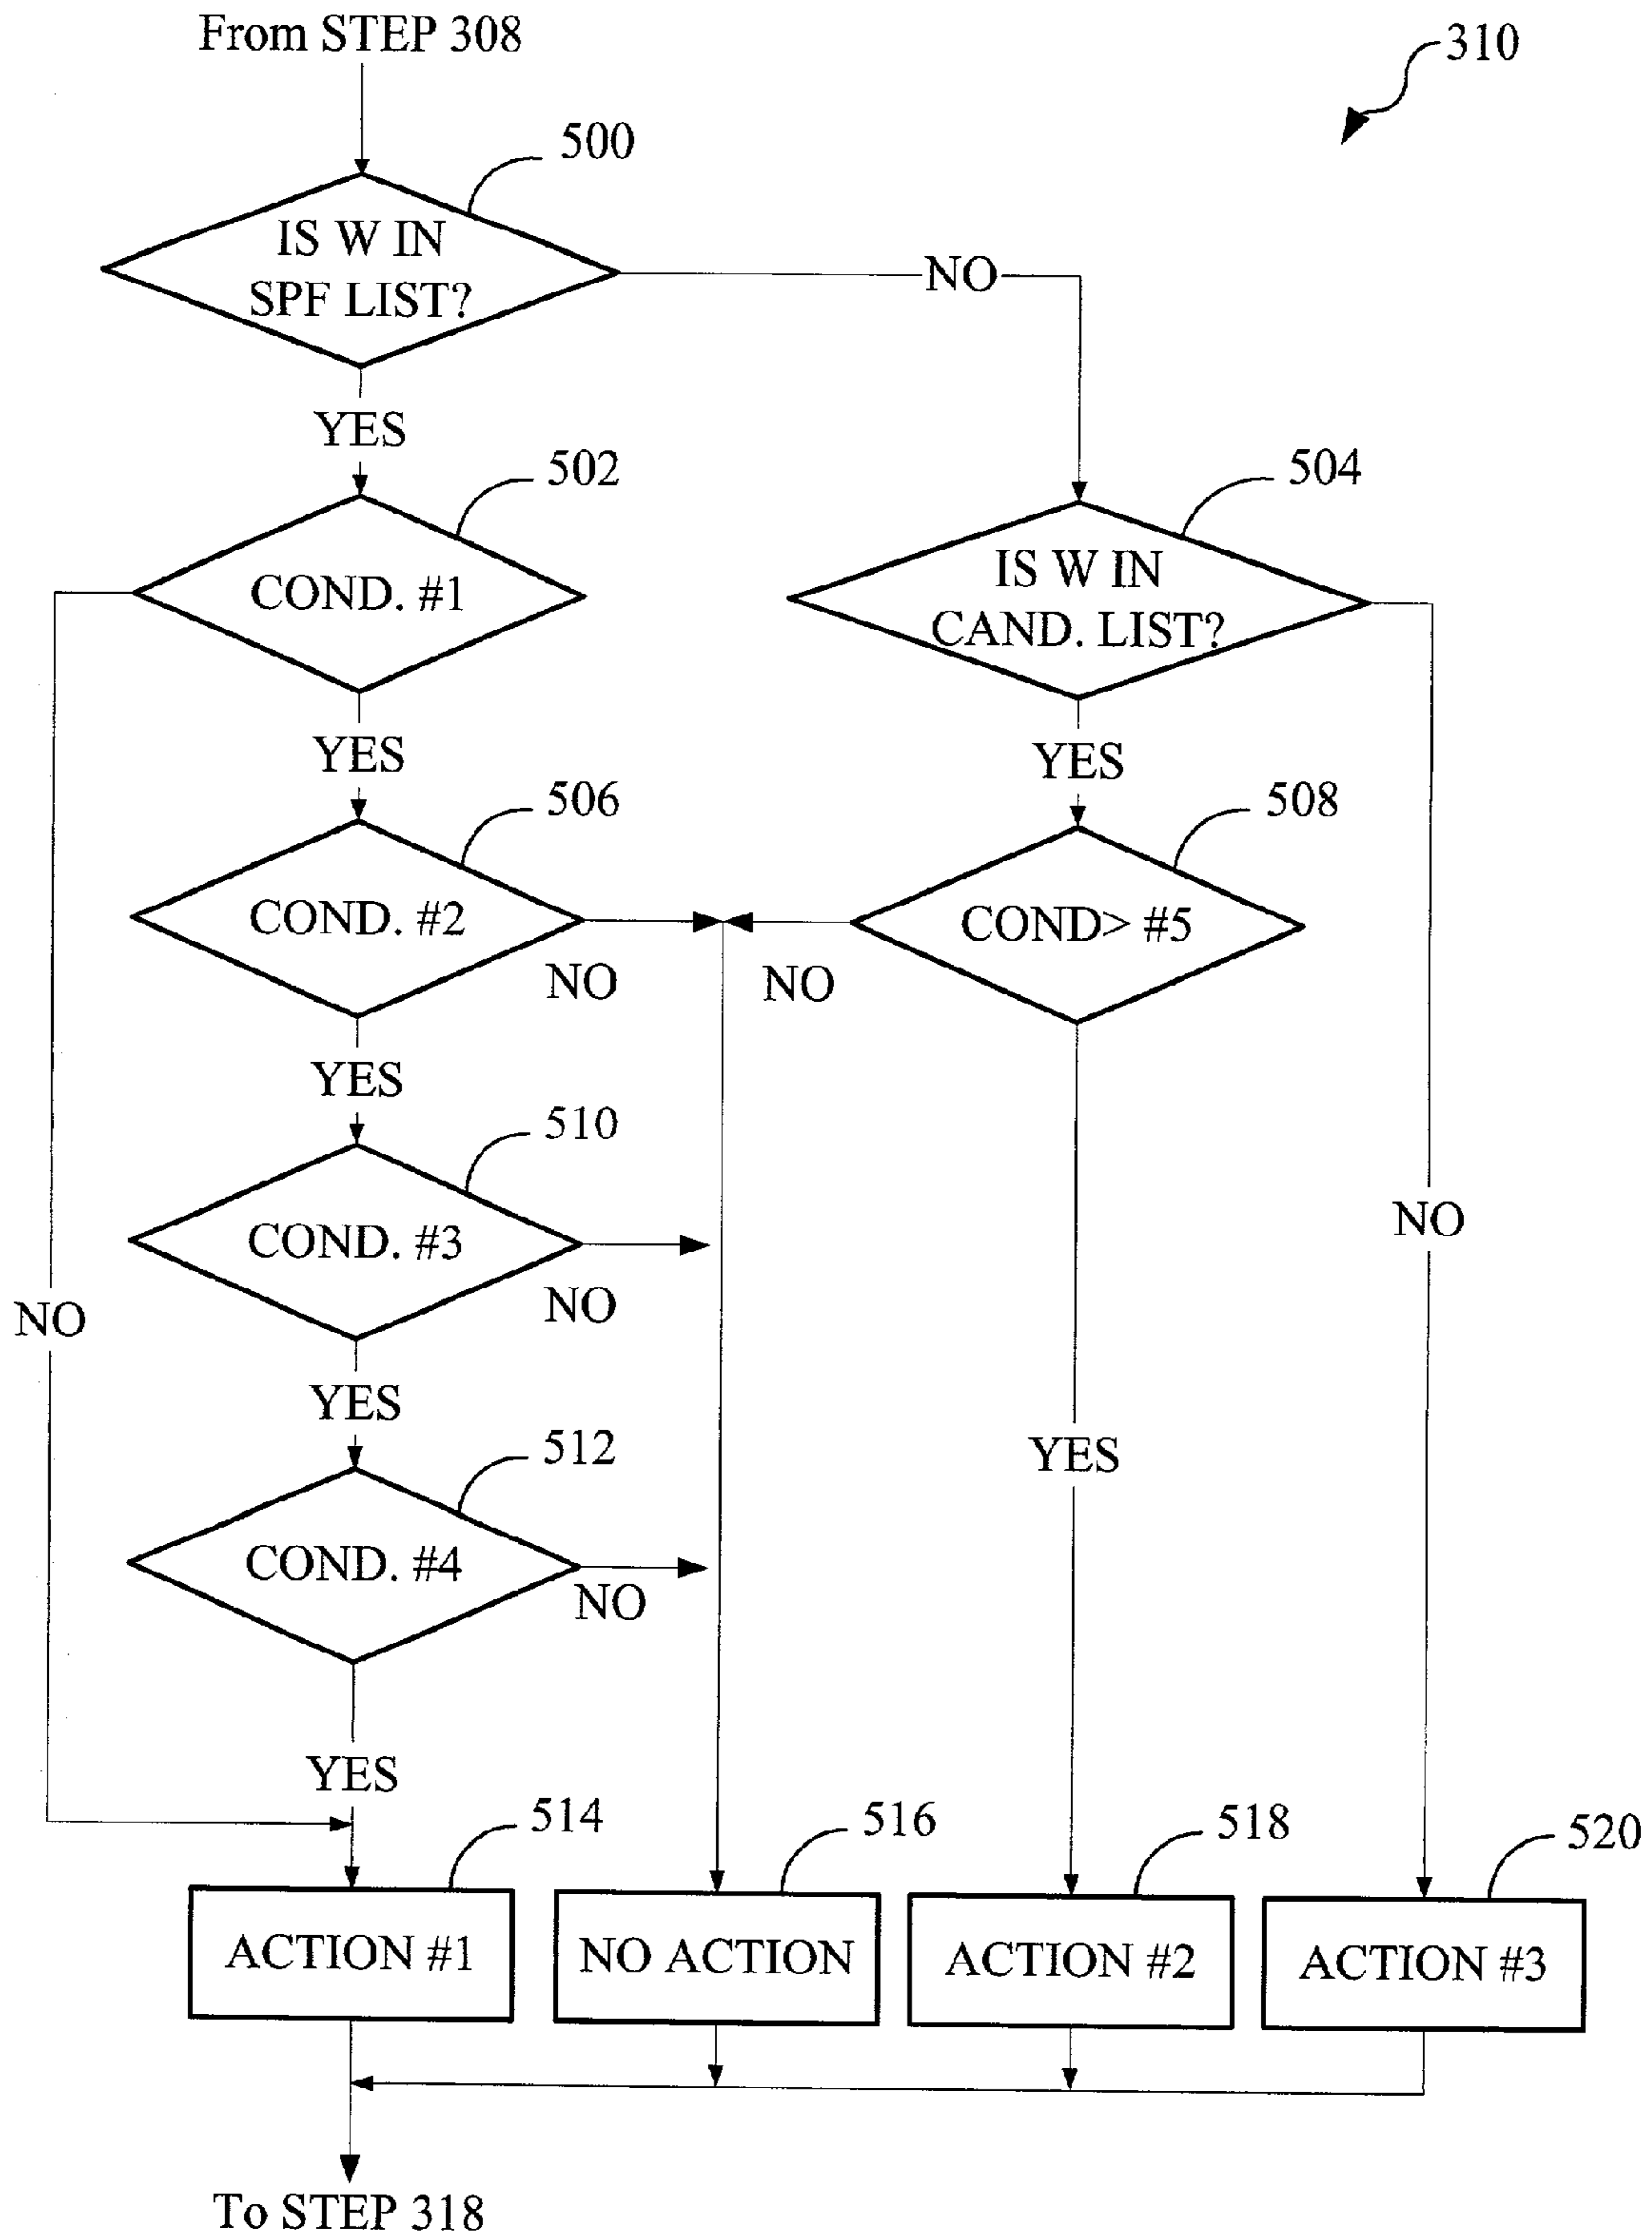 From STEP 308
310
500
IS W IN
SPF LIST?
NO
YES
502
504
COND. #1
IS W IN
CAND. LIST?
YES
YES
506
508
COND. #2
COND> #5
NO
NO
YES
510
COND. #3
NO
NO
NO
YES
512
YES
COND. #4
NO
YES
514
516
518
520
ACTION #1
NO ACTION
ACTION #2
ACTION #3
To STEP 318